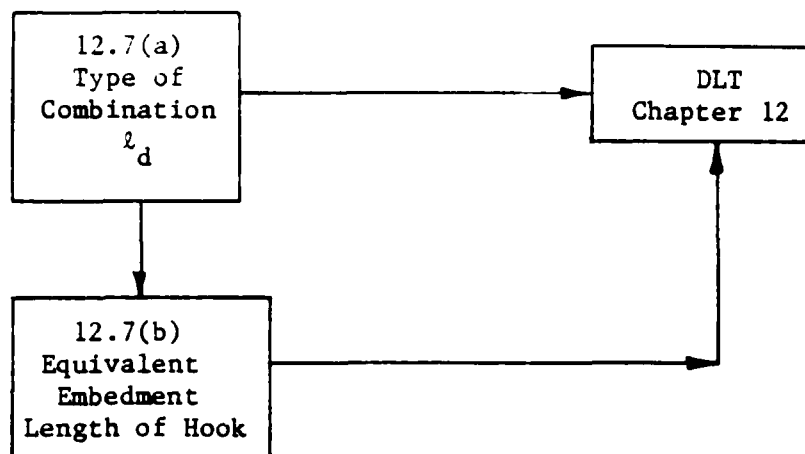 12.7(a)
Type of
Combination
ℓd
DLT
Chapter 12
12.7(b)
Equivalent
Embedment
Length of Hook